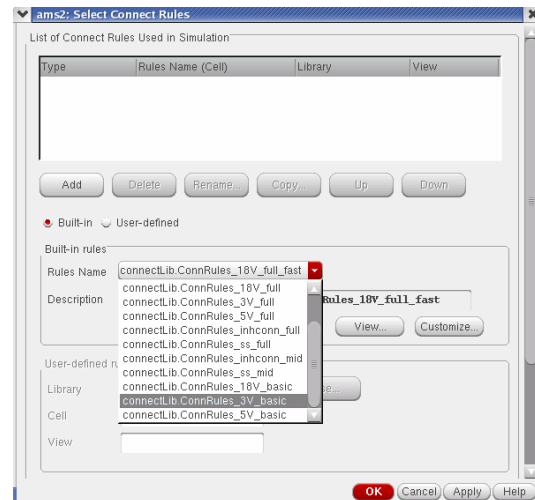 ams2: Select Connect Rules
List of Connect Rules Used in Simulation
Type Rules Name (Cell) Library View
Add Delete Rename... Copy... Up Down
Built-in User-defined
Built-in rules
Rules Name connectLib.ConnRules_18V_full_fast
connectLib.ConnRules_18V_full
Description Rules_18V_full_fast
connectLib.ConnRules_3V_full
connectLib.ConnRules_5V_full
View... Customize...
connectLib.ConnRules_inhconn_full
connectLib.ConnRules_ss_full
connectLib.ConnRules_inhconn_mid
User-defined
connectLib.ConnRules_ss_mid
connectLib.ConnRules_18V_basic
Library
connectLib.ConnRules_3V_basic
connectLib.ConnRules_5V_basic
Cell
View
OK Cancel Apply Help